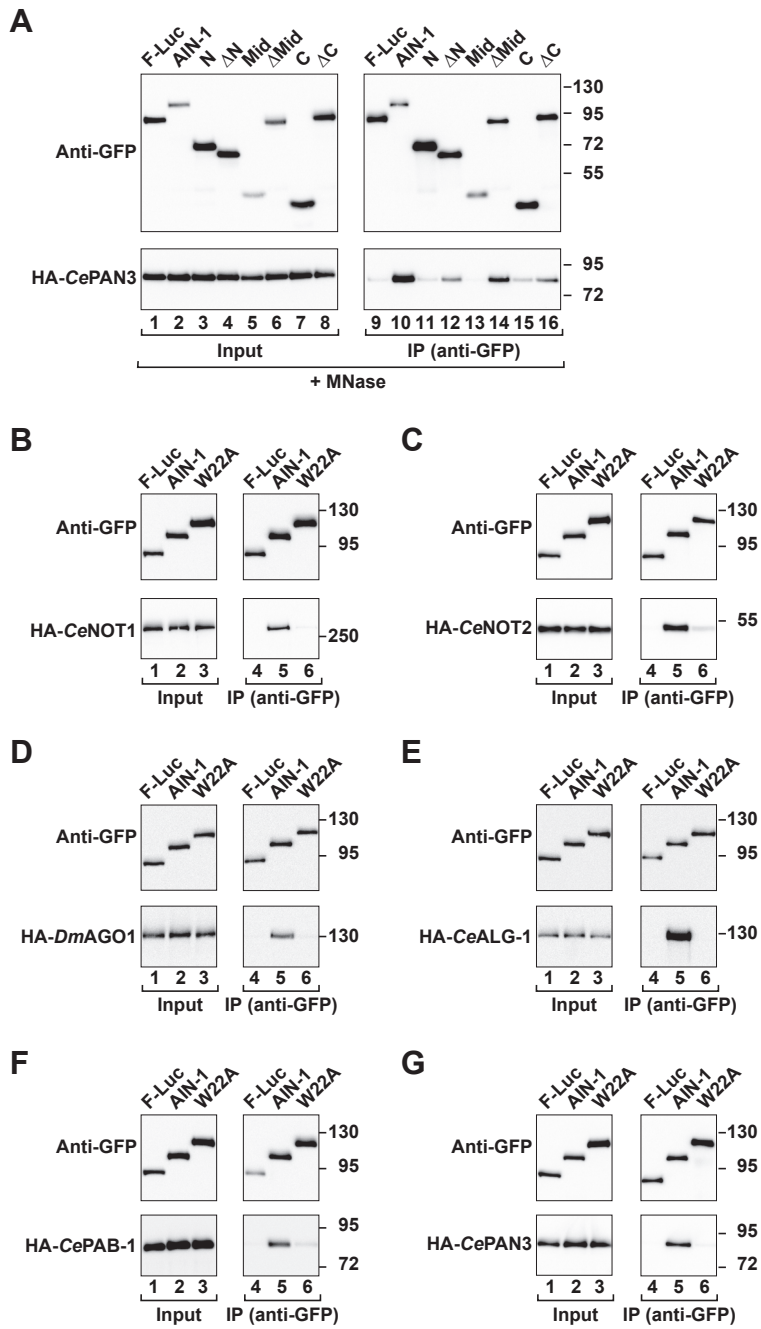 A
F-Luc AIN-1 N ΔN Mid ΔMid C ΔC F-Luc AIN-1 N ΔN Mid ΔMid C ΔC
Anti-GFP
130
95
72
55
HA-CePAN3
95
72
1 2 3 4 5 6 7 8 9 10 11 12 13 14 15 16
Input IP (anti-GFP)
+ MNase
B
F-Luc AIN-1 W22A F-Luc AIN-1 W22A
Anti-GFP
130
95
HA-CeNOT1
250
1 2 3 4 5 6
Input IP (anti-GFP)
C
F-Luc AIN-1 W22A F-Luc AIN-1 W22A
Anti-GFP
130
95
HA-CeNOT2
55
1 2 3 4 5 6
Input IP (anti-GFP)
D
F-Luc AIN-1 W22A F-Luc AIN-1 W22A
Anti-GFP
130
95
HA-DmAGO1
130
1 2 3 4 5 6
Input IP (anti-GFP)
E
F-Luc AIN-1 W22A F-Luc AIN-1 W22A
Anti-GFP
130
95
HA-CeALG-1
130
1 2 3 4 5 6
Input IP (anti-GFP)
F
F-Luc AIN-1 W22A F-Luc AIN-1 W22A
Anti-GFP
130
95
HA-CePAB-1
95
72
1 2 3 4 5 6
Input IP (anti-GFP)
G
F-Luc AIN-1 W22A F-Luc AIN-1 W22A
Anti-GFP
130
95
HA-CePAN3
95
72
1 2 3 4 5 6
Input IP (anti-GFP)